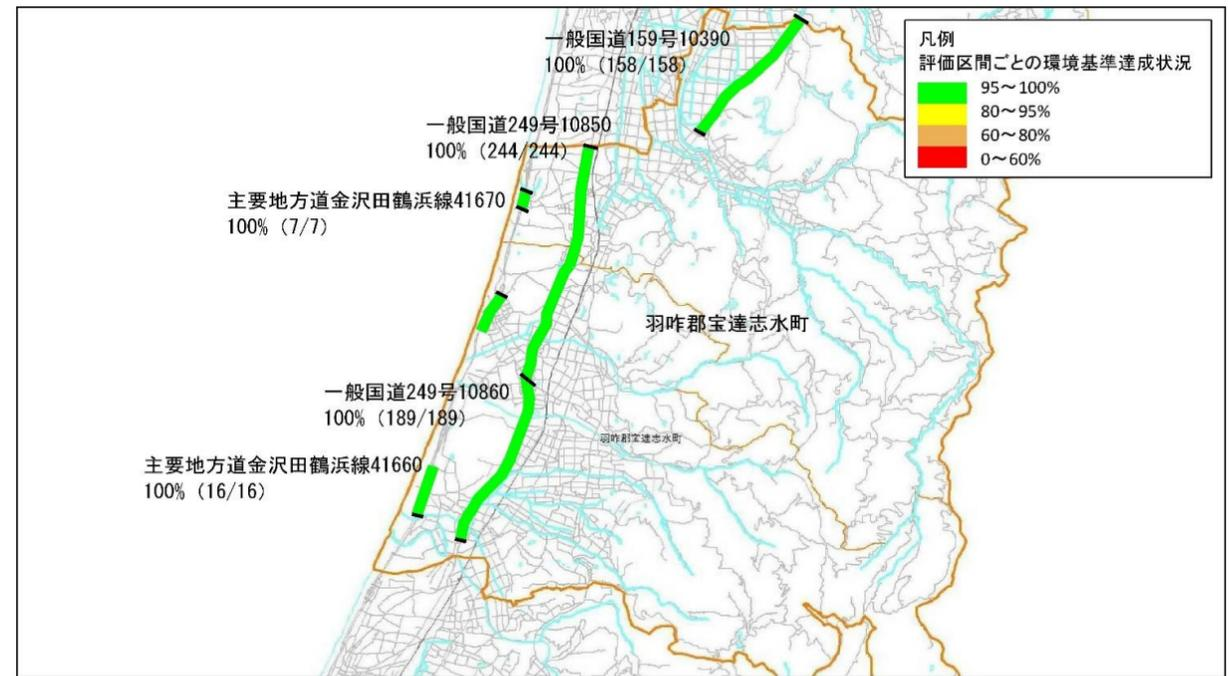 一般国道159号10390
100%（158/158）
凡例
評価区間ごとの環境基準達成状況
95～100%
80～95%
60～80%
0～60%
一般国道249号10850
100%（244/244）
主要地方道金沢田鶴浜線41670
100%（7/7）
羽咋郡宝達志水町
一般国道249号10860
100%（189/189）
羽咋郡宝達志水町
主要地方道金沢田鶴浜線41660
100%（16/16）